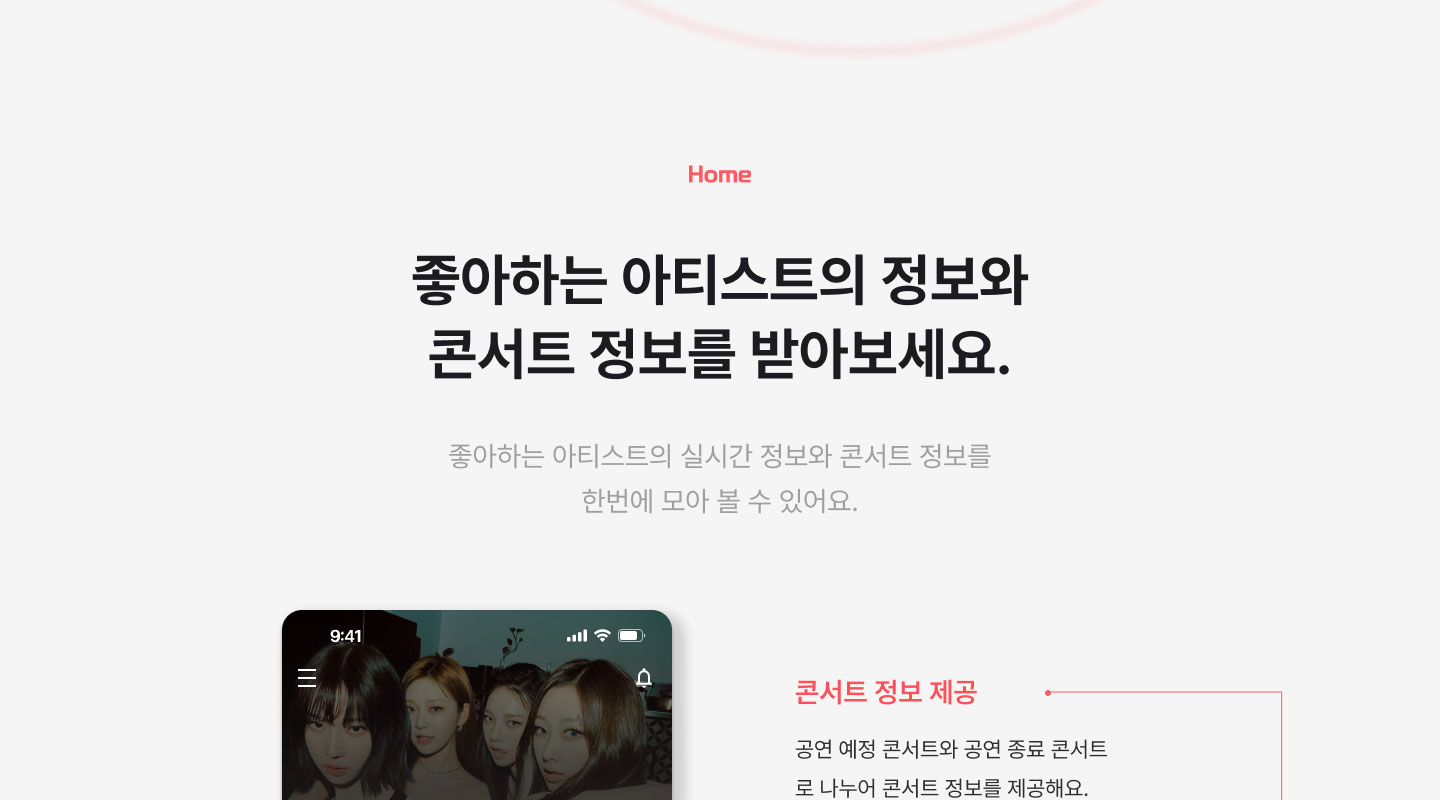 Home
좋아하는 아티스트의 정보와
콘서트 정보를 받아보세요.
좋아하는 아티스트의 실시간 정보와 콘서트 정보를
한번에 모아 볼 수 있어요.
9:41
콘서트 정보 제공
공연 예정 콘서트와 공연 종료 콘서트
로 나누어 콘서트 정보를 제공해요.